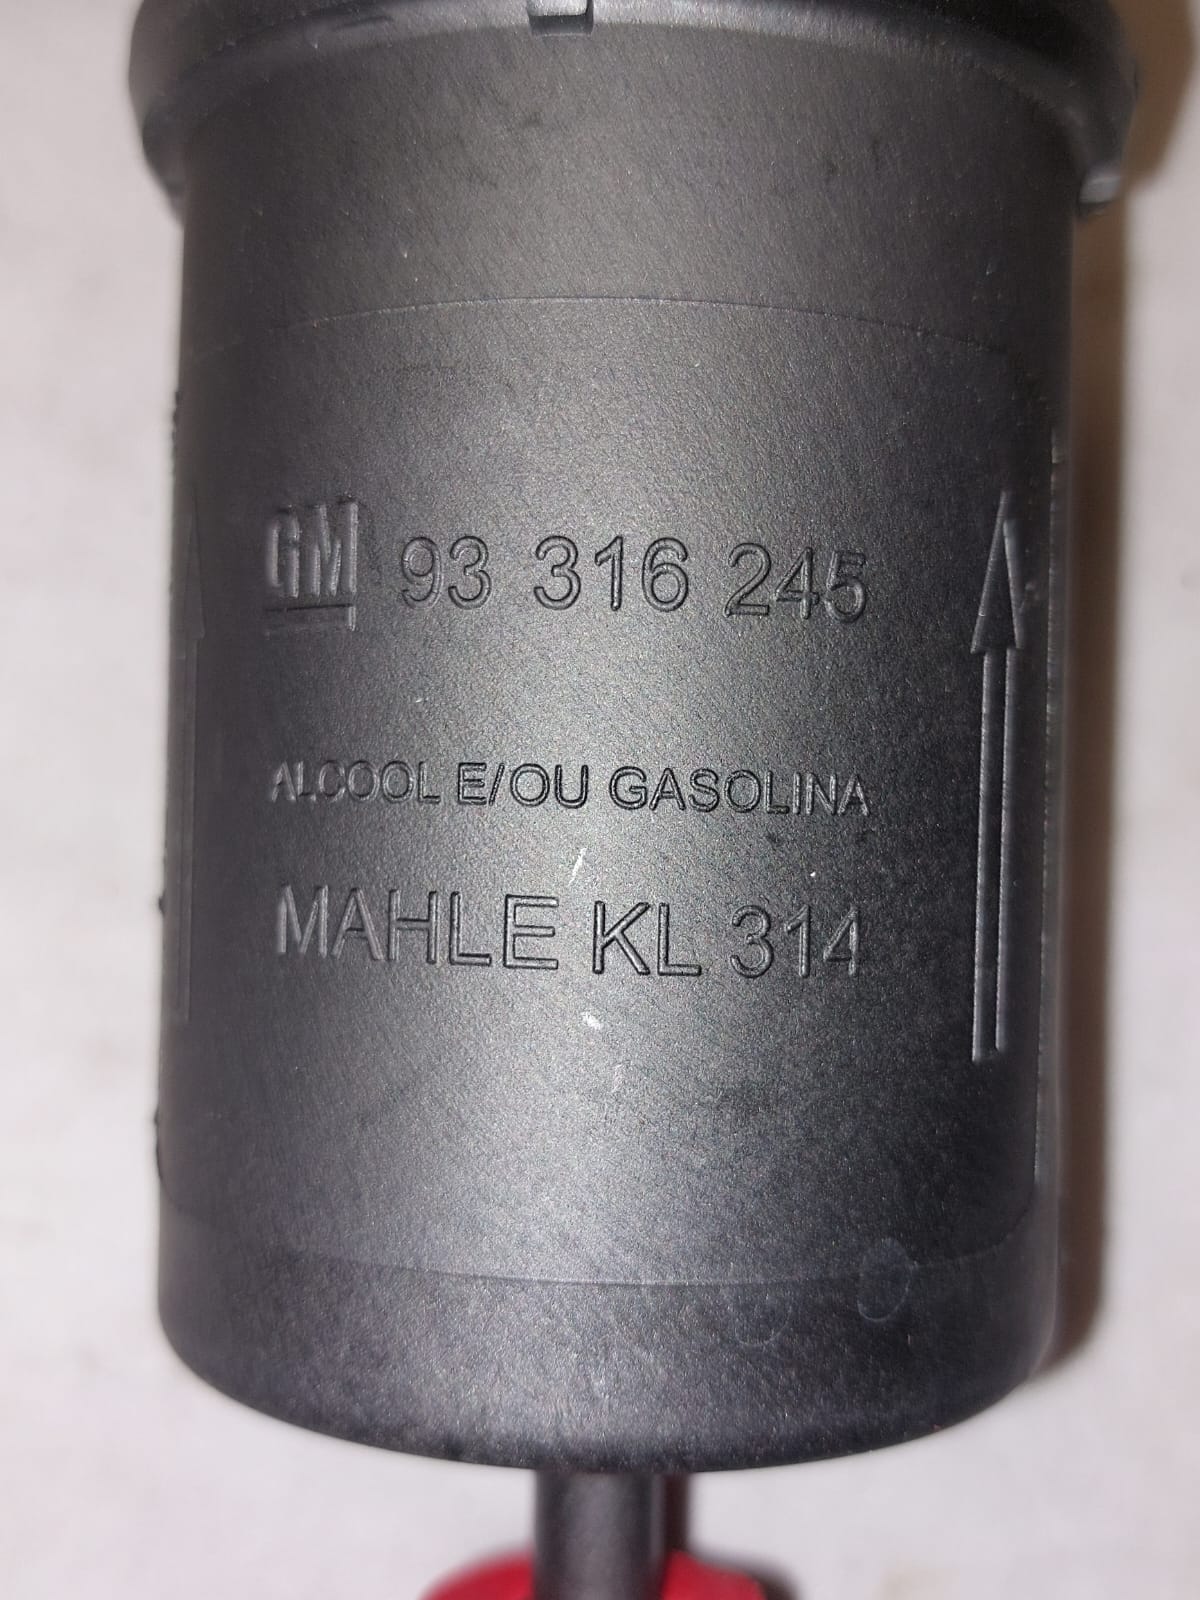 GM 93 316 245
ALCOOL E/OU GASOLINA
MAHLE KL 314